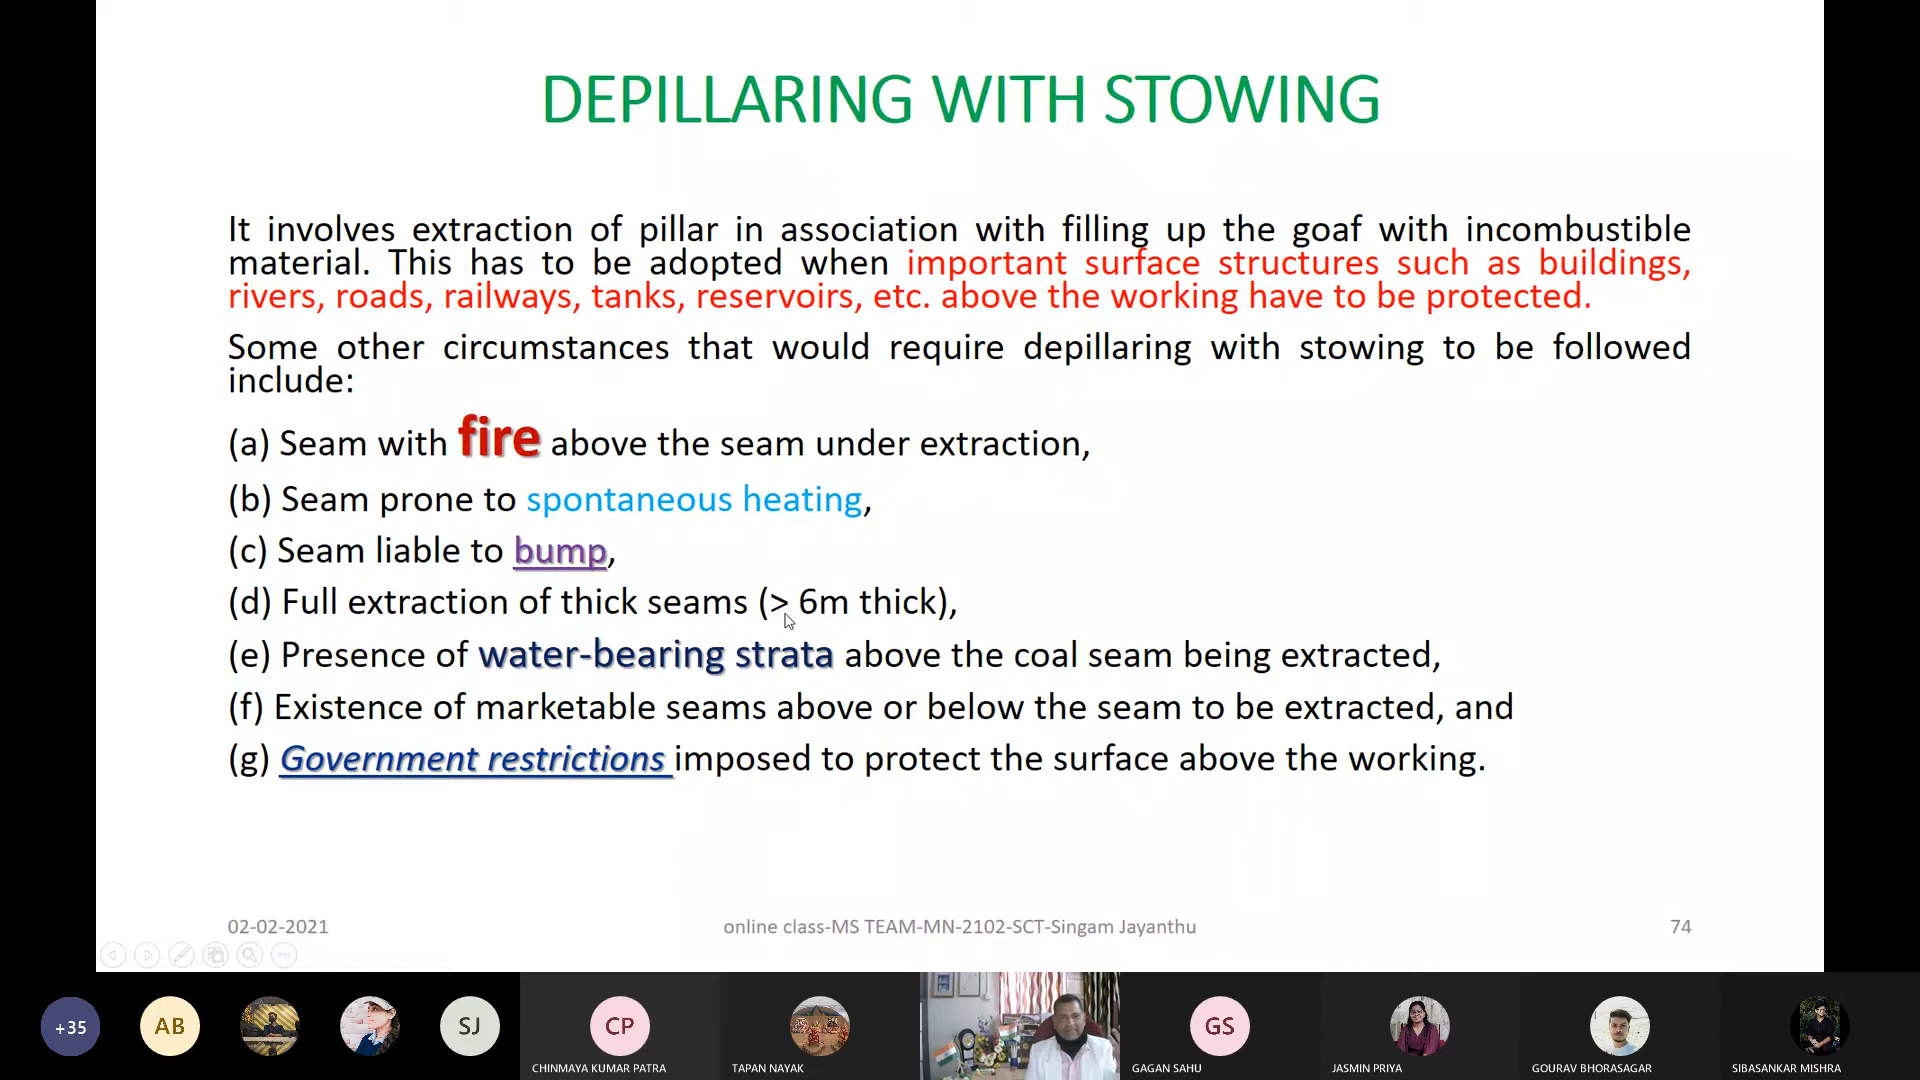 DEPILLARING WITH STOWING
It involves extraction of pillar in association with filling up the goaf with incombustible
material. This has to be adopted when important surface structures such as buildings,
rivers, roads, railways, tanks, reservoirs, etc. above the working have to be protected.
Some other circumstances that would require depillaring with stowing to be followed
include:
(a) Seam with fire above the seam under extraction,
(b) Seam prone to spontaneous heating,
(c) Seam liable to bump,
(d) Full extraction of thick seams (> 6m thick),
(e) Presence of water-bearing strata above the coal seam being extracted,
(f) Existence of marketable seams above or below the seam to be extracted, and
(g) Government restrictions imposed to protect the surface above the working.
02-02-2021 online class-MS TEAM-MN-2102-SCT-Singam Jayanthu 74
+35 AB SJ CP GS
CHINMAYA KUMAR PATRA TAPAN NAYAK GAGAN SAHU JASMIN PRIYA GOURAV BHORASAGAR SIBASANKAR MISHRA